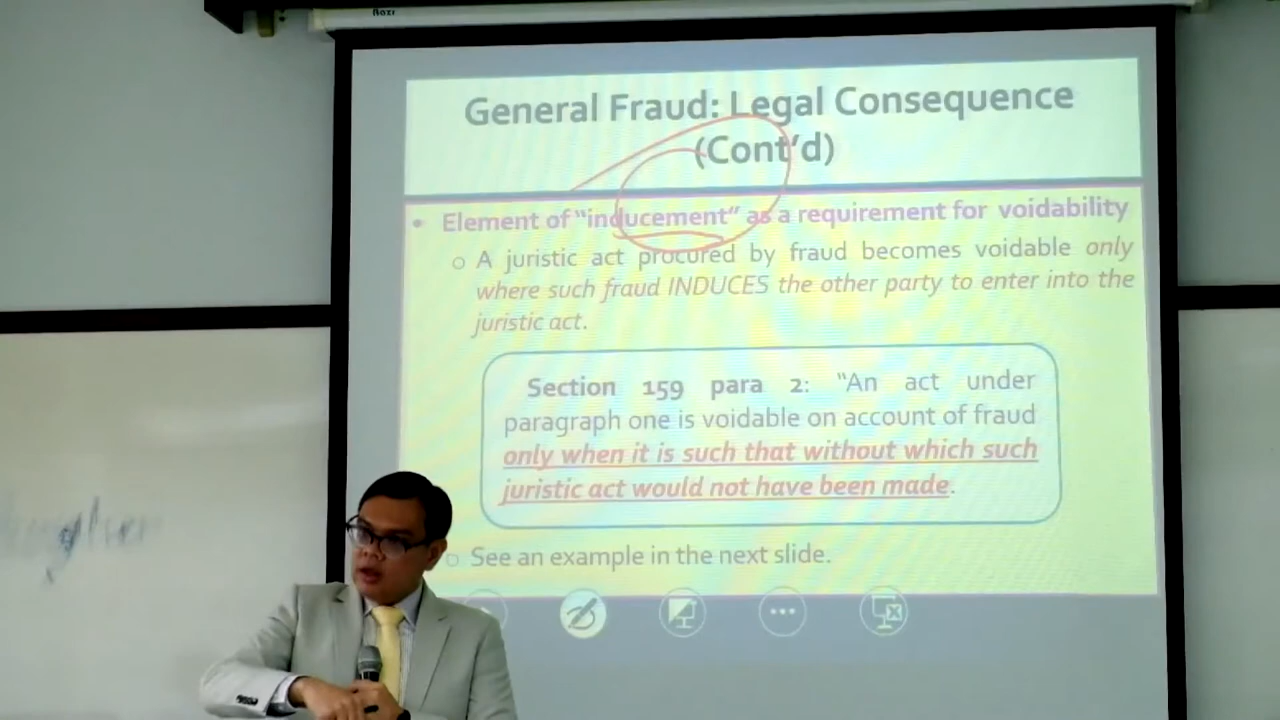 General Fraud: Legal Consequence
(Cont'd)
• Element of "inducement" as a requirement for voidability
o A juristic act procured by fraud becomes voidable only
where such fraud INDUCES the other party to enter into the
juristic act.
Section 159 para 2: "An act under
paragraph one is voidable on account of fraud
only when it is such that without which such
juristic act would not have been made.
o See an example in the next slide.